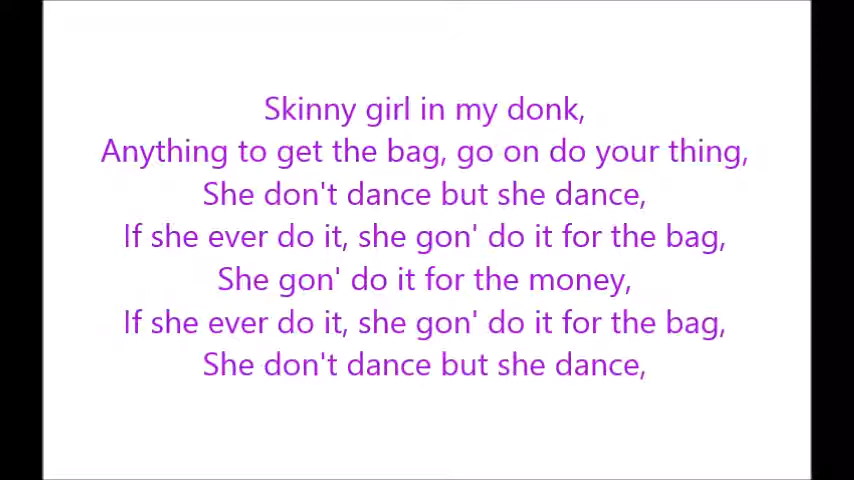 Skinny girl in my donk,
Anything to get the bag, go on do your thing,
She don't dance but she dance,
If she ever do it, she gon' do it for the bag,
She gon' do it for the money,
If she ever do it, she gon' do it for the bag,
She don't dance but she dance,